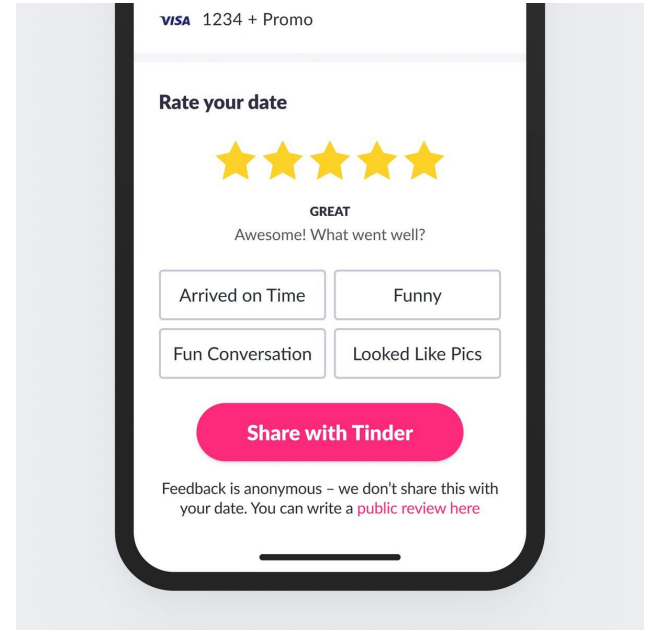 VISA 1234 + Promo
Rate your date
GREAT
Awesome! What went well?
Arrived on Time
Funny
Fun Conversation
Looked Like Pics
Share with Tinder
Feedback is anonymous – we don't share this with
your date. You can write a public review here